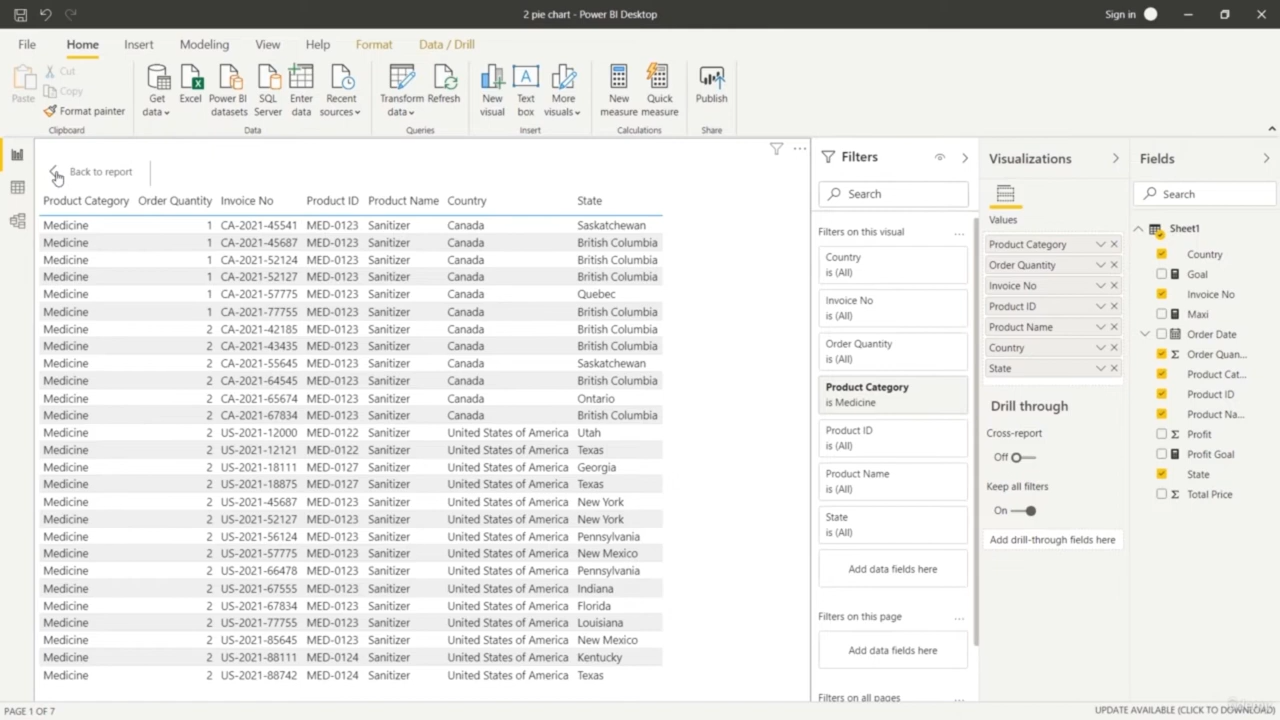 2 pie chart - Power BI Desktop
Sign in
File Home Insert Modeling View Help Format Data / Drill
Paste
Cut
Copy
Format painter
Clipboard
Get data
Excel
Power BI datasets
SQL Server
Enter data
Recent sources
Data
Transform data
Refresh
Queries
New visual
Text box
More visuals
Insert
New measure
Quick measure
Calculations
Publish
Share
Back to report
Product Category Order Quantity Invoice No Product ID Product Name Country State
Medicine 1 CA-2021-45541 MED-0123 Sanitizer Canada Saskatchewan
Medicine 1 CA-2021-45687 MED-0123 Sanitizer Canada British Columbia
Medicine 1 CA-2021-52124 MED-0123 Sanitizer Canada British Columbia
Medicine 1 CA-2021-52127 MED-0123 Sanitizer Canada British Columbia
Medicine 1 CA-2021-57775 MED-0123 Sanitizer Canada Quebec
Medicine 1 CA-2021-77755 MED-0123 Sanitizer Canada British Columbia
Medicine 2 CA-2021-42185 MED-0123 Sanitizer Canada British Columbia
Medicine 2 CA-2021-43435 MED-0123 Sanitizer Canada British Columbia
Medicine 2 CA-2021-55645 MED-0123 Sanitizer Canada Saskatchewan
Medicine 2 CA-2021-64545 MED-0123 Sanitizer Canada British Columbia
Medicine 2 CA-2021-65674 MED-0123 Sanitizer Canada Ontario
Medicine 2 CA-2021-67834 MED-0123 Sanitizer Canada British Columbia
Medicine 2 US-2021-12000 MED-0122 Sanitizer United States of America Utah
Medicine 2 US-2021-12121 MED-0122 Sanitizer United States of America Texas
Medicine 2 US-2021-18111 MED-0127 Sanitizer United States of America Georgia
Medicine 2 US-2021-18875 MED-0127 Sanitizer United States of America Texas
Medicine 2 US-2021-45687 MED-0123 Sanitizer United States of America New York
Medicine 2 US-2021-52127 MED-0123 Sanitizer United States of America New York
Medicine 2 US-2021-56124 MED-0123 Sanitizer United States of America Pennsylvania
Medicine 2 US-2021-57775 MED-0123 Sanitizer United States of America New Mexico
Medicine 2 US-2021-66478 MED-0123 Sanitizer United States of America Pennsylvania
Medicine 2 US-2021-67555 MED-0123 Sanitizer United States of America Indiana
Medicine 2 US-2021-67834 MED-0123 Sanitizer United States of America Florida
Medicine 2 US-2021-77755 MED-0123 Sanitizer United States of America Louisiana
Medicine 2 US-2021-85645 MED-0123 Sanitizer United States of America New Mexico
Medicine 2 US-2021-88111 MED-0124 Sanitizer United States of America Kentucky
Medicine 2 US-2021-88742 MED-0124 Sanitizer United States of America Texas
Filters
Search
Filters on this visual
Country
is (All)
Invoice No
is (All)
Order Quantity
is (All)
Product Category
is Medicine
Product ID
is (All)
Product Name
is (All)
State
is (All)
Add data fields here
Filters on this page
Add data fields here
Filters on all pages
Visualizations
Values
Product Category
Order Quantity
Invoice No
Product ID
Product Name
Country
State
Drill through
Cross-report
Off
Keep all filters
On
Add drill-through fields here
Fields
Search
Sheet1
Country
Goal
Invoice No
Maxi
Order Date
Σ Order Quan...
Product Cat...
Product ID
Product Na...
Σ Profit
Profit Goal
State
Σ Total Price
PAGE 1 OF 7
UPDATE AVAILABLE (CLICK TO DOWNLOAD)